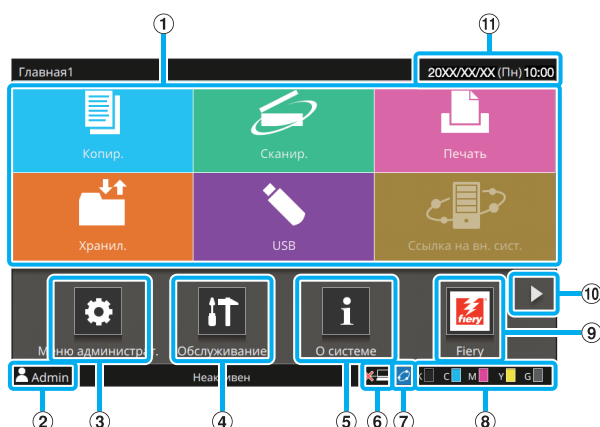 ① ⑪
Главная1 20XX/XX/XX (Пн) 10:00
Копир. Сканир. Печать
Хранил. USB Ссылка на вн. сист.
⑩
fiery
⑨
Меню администрат. Обслуживание О системе Fiery
Admin Неактивен K C M Y G
② ③ ④ ⑤ ⑥ ⑦ ⑧